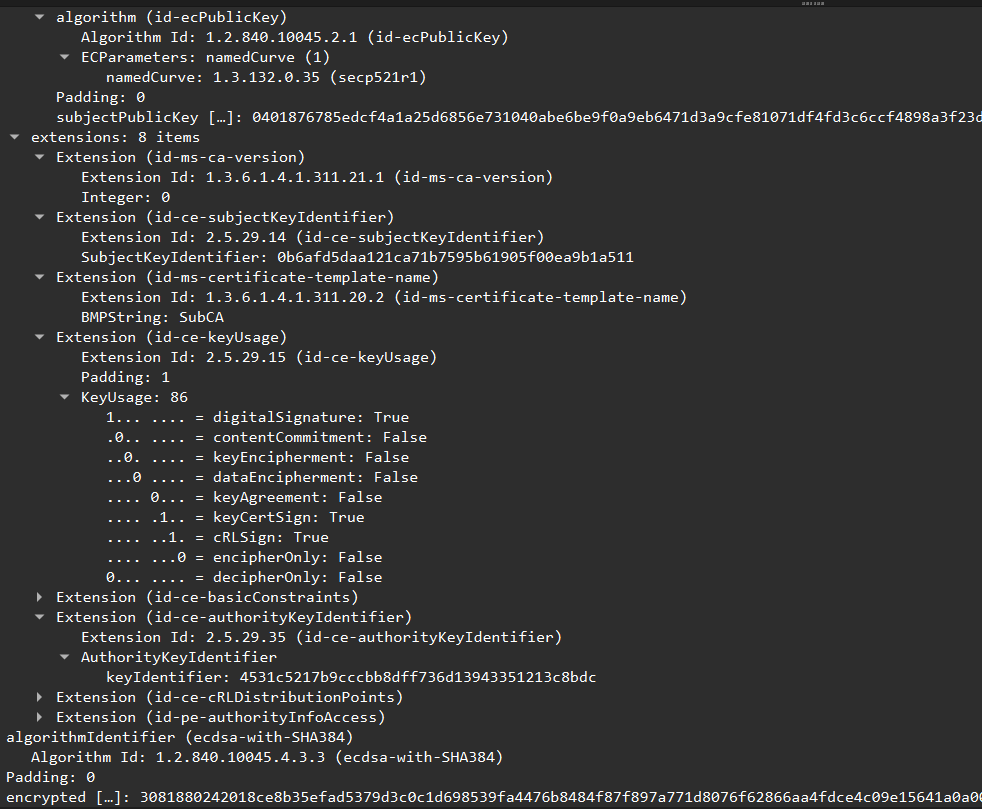 algorithm (id-ecPublicKey)
Algorithm Id: 1.2.840.10045.2.1 (id-ecPublicKey)
ECParameters: namedCurve (1)
namedCurve: 1.3.132.0.35 (secp521r1)
Padding: 0
subjectPublicKey […]: 0401876785edcf4a1a25d6856e731040abe6be9f0a9eb6471d3a9cfe81071df4fd3c6ccf4898a3f23d
extensions: 8 items
Extension (id-ms-ca-version)
Extension Id: 1.3.6.1.4.1.311.21.1 (id-ms-ca-version)
Integer: 0
Extension (id-ce-subjectKeyIdentifier)
Extension Id: 2.5.29.14 (id-ce-subjectKeyIdentifier)
SubjectKeyIdentifier: 0b6afd5daa121ca71b7595b61905f00ea9b1a511
Extension (id-ms-certificate-template-name)
Extension Id: 1.3.6.1.4.1.311.20.2 (id-ms-certificate-template-name)
BMPString: SubCA
Extension (id-ce-keyUsage)
Extension Id: 2.5.29.15 (id-ce-keyUsage)
Padding: 1
KeyUsage: 86
1... .... = digitalSignature: True
.0.. .... = contentCommitment: False
..0. .... = keyEncipherment: False
...0 .... = dataEncipherment: False
.... 0... = keyAgreement: False
.... .1.. = keyCertSign: True
.... ..1. = cRLSign: True
.... ...0 = encipherOnly: False
0... .... = decipherOnly: False
Extension (id-ce-basicConstraints)
Extension (id-ce-authorityKeyIdentifier)
Extension Id: 2.5.29.35 (id-ce-authorityKeyIdentifier)
AuthorityKeyIdentifier
keyIdentifier: 4531c5217b9cccbb8dff736d13943351213c8bdc
Extension (id-ce-cRLDistributionPoints)
Extension (id-pe-authorityInfoAccess)
algorithmIdentifier (ecdsa-with-SHA384)
Algorithm Id: 1.2.840.10045.4.3.3 (ecdsa-with-SHA384)
Padding: 0
encrypted […]: 3081880242018ce8b35efad5379d3c0c1d698539fa4476b8484f87f897a771d8076f62866aa4fdce4c09e15641a0a00